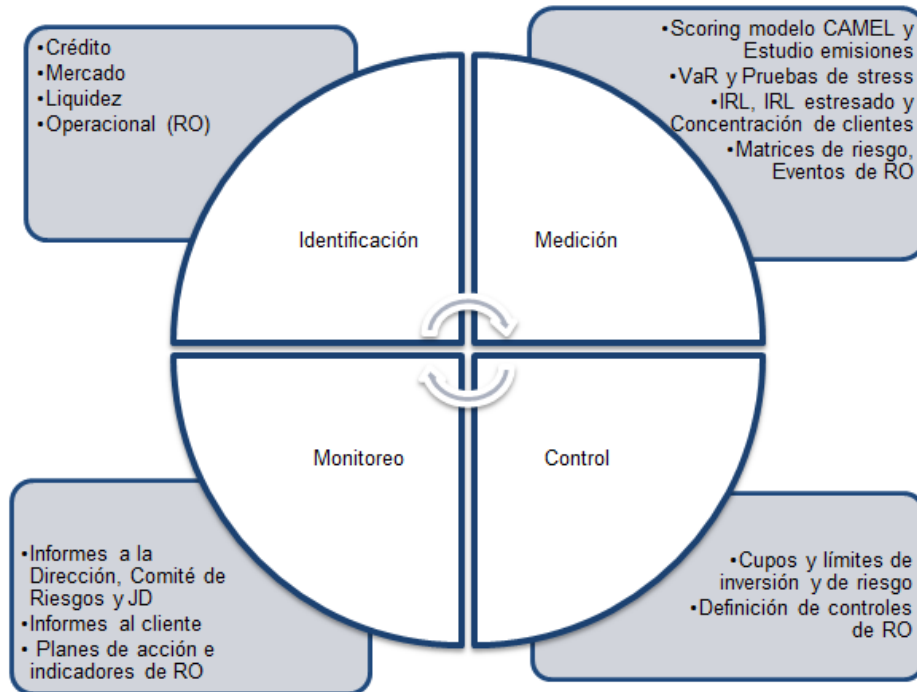 •Crédito
•Mercado
•Liquidez
•Operacional (RO)
•Scoring modelo CAMEL y
Estudio emisiones
•VaR y Pruebas de stress
•IRL, IRL estresado y
Concentración de clientes
•Matrices de riesgo,
Eventos de RO
Identificación
Medición
Monitoreo
Control
•Informes a la
Dirección, Comité de
Riesgos y JD
•Informes al cliente
• Planes de acción e
indicadores de RO
•Cupos y límites de
inversión y de riesgo
•Definición de controles
de RO